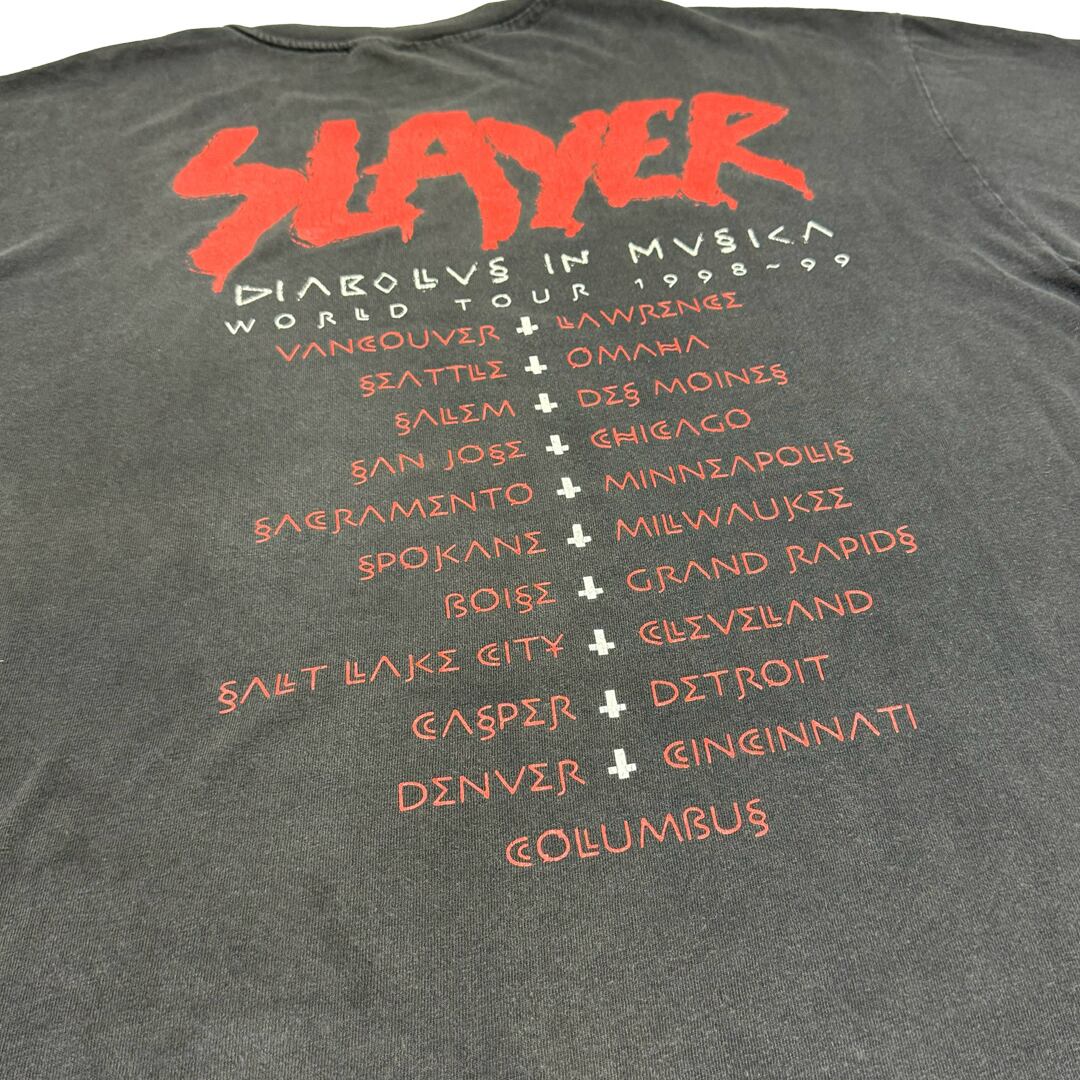 SLAYER
DIABOLUS IN MVSICA
WORLD TOUR 1998~99
VANCOUVER LAWRENCE
SEATTLE OMAHA
SALEM DES MOINES
SAN JOSE CHICAGO
SACRAMENTO MINNEAPOLIS
SPOKANE MILWAUKEE
BOISE GRAND RAPIDS
SALT LAKE CITY CLEVELAND
CASPER DETROIT
DENVER CINCINNATI
COLUMBUS